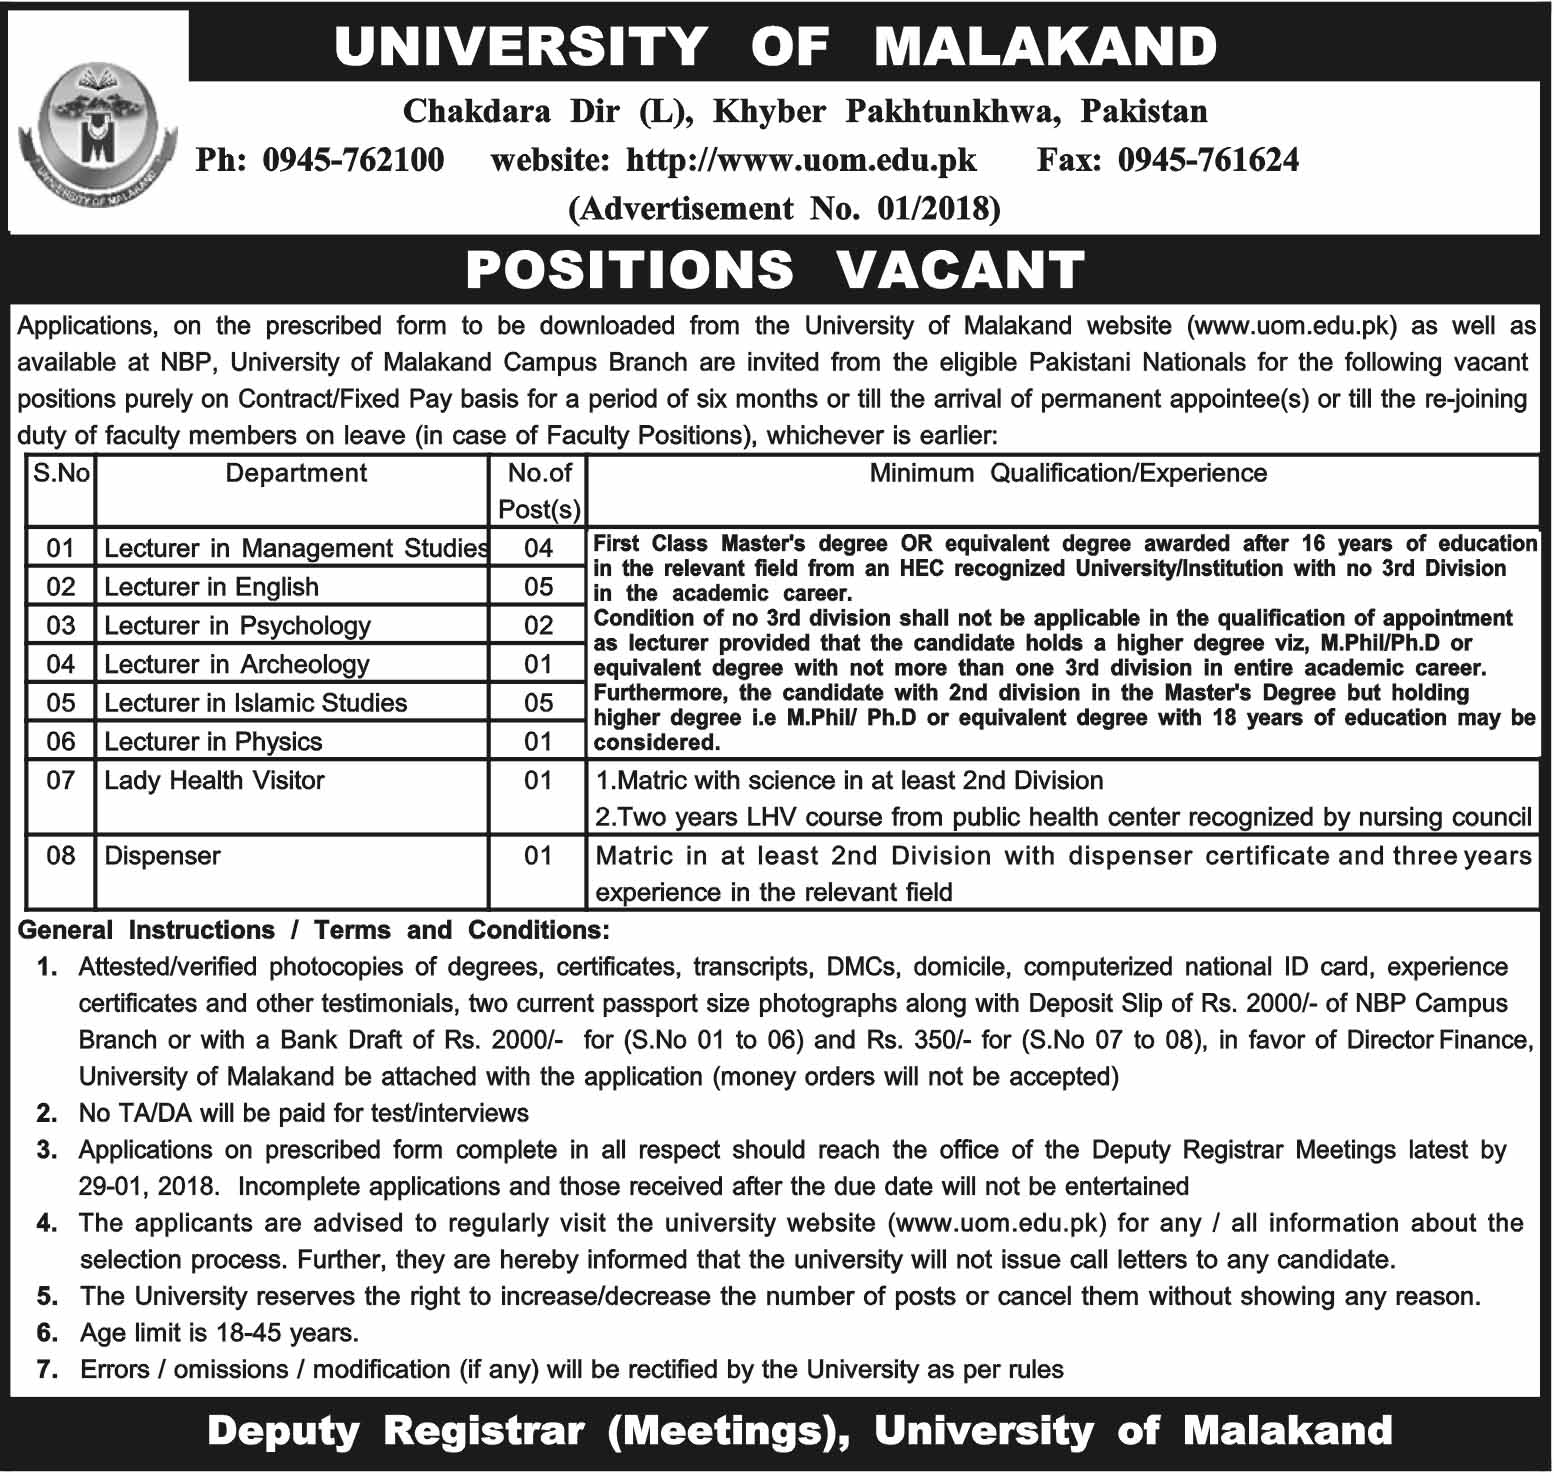 UNIVERSITY OF MALAKAND
Chakdara Dir (L), Khyber Pakhtunkhwa, Pakistan
Ph: 0945-762100 website: http://www.uom.edu.pk Fax: 0945-761624
(Advertisement No. 01/2018)
UNIVERSITY OF MALAKAND
POSITIONS VACANT
Applications, on the prescribed form to be downloaded from the University of Malakand website (www.uom.edu.pk) as well as
available at NBP, University of Malakand Campus Branch are invited from the eligible Pakistani Nationals for the following vacant
positions purely on Contract/Fixed Pay basis for a period of six months or till the arrival of permanent appointee(s) or till the re-joining
duty of faculty members on leave (in case of Faculty Positions), whichever is earlier:
S.No Department No.of Minimum Qualification/Experience
Post(s)
01 Lecturer in Management Studies 04
02 Lecturer in English 05
03 Lecturer in Psychology 02
04 Lecturer in Archeology 01
05 Lecturer in Islamic Studies 05
06 Lecturer in Physics 01
First Class Master's degree OR equivalent degree awarded after 16 years of education
in the relevant field from an HEC recognized University/Institution with no 3rd Division
in the academic career.
Condition of no 3rd division shall not be applicable in the qualification of appointment
as lecturer provided that the candidate holds a higher degree viz, M.Phil/Ph.D or
equivalent degree with not more than one 3rd division in entire academic career.
Furthermore, the candidate with 2nd division in the Master's Degree but holding
higher degree i.e M.Phil/ Ph.D or equivalent degree with 18 years of education may be
considered.
07 Lady Health Visitor 01 1.Matric with science in at least 2nd Division
2.Two years LHV course from public health center recognized by nursing council
08 Dispenser 01 Matric in at least 2nd Division with dispenser certificate and three years
experience in the relevant field
General Instructions / Terms and Conditions:
1. Attested/verified photocopies of degrees, certificates, transcripts, DMCs, domicile, computerized national ID card, experience
certificates and other testimonials, two current passport size photographs along with Deposit Slip of Rs. 2000/- of NBP Campus
Branch or with a Bank Draft of Rs. 2000/- for (S.No 01 to 06) and Rs. 350/- for (S.No 07 to 08), in favor of Director Finance,
University of Malakand be attached with the application (money orders will not be accepted)
2. No TA/DA will be paid for test/interviews
3. Applications on prescribed form complete in all respect should reach the office of the Deputy Registrar Meetings latest by
29-01, 2018. Incomplete applications and those received after the due date will not be entertained
4. The applicants are advised to regularly visit the university website (www.uom.edu.pk) for any / all information about the
selection process. Further, they are hereby informed that the university will not issue call letters to any candidate.
5. The University reserves the right to increase/decrease the number of posts or cancel them without showing any reason.
6. Age limit is 18-45 years.
7. Errors / omissions / modification (if any) will be rectified by the University as per rules
Deputy Registrar (Meetings), University of Malakand